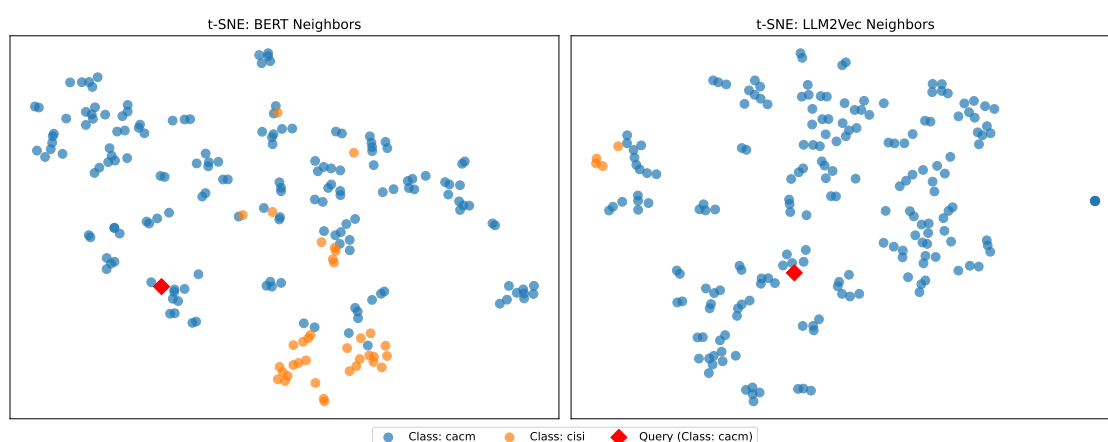 t-SNE: BERT Neighbors
t-SNE: LLM2Vec Neighbors
Class: cacm
Class: cisi
Query (Class: cacm)